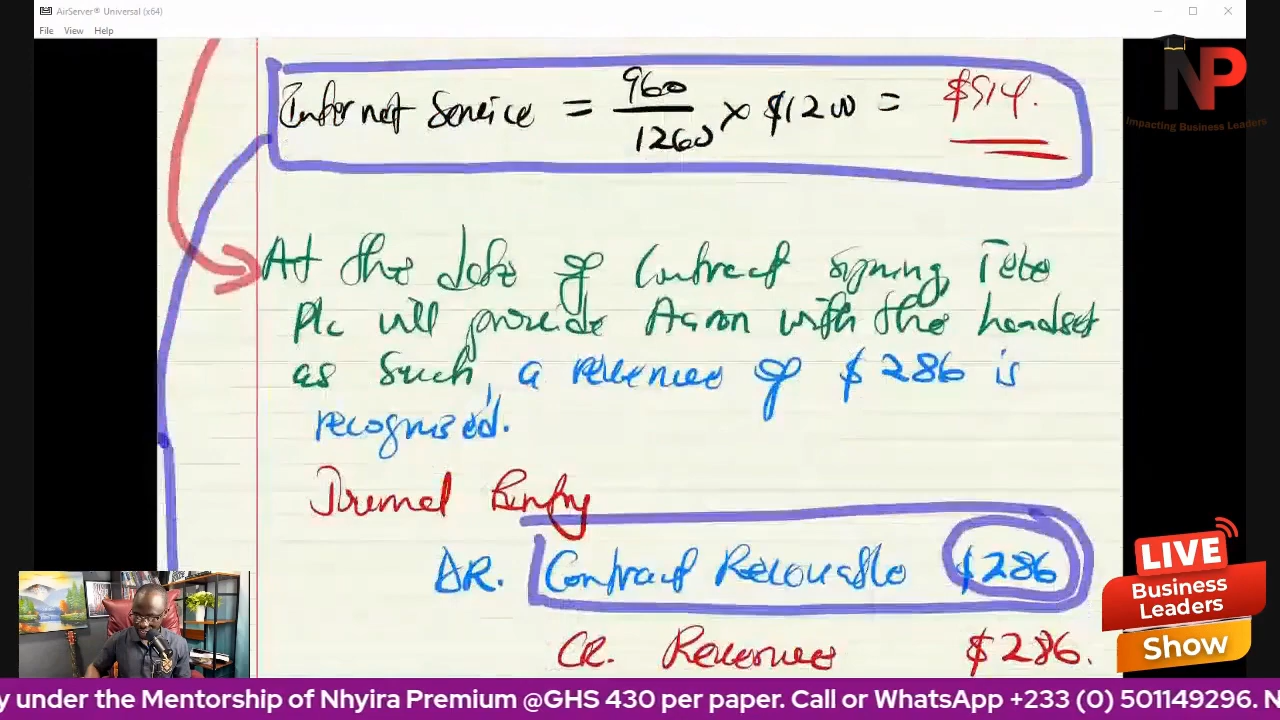 AirServer® Universal (x64)
File View Help
NP
Impacting Business Leaders
Internet Service = 960/1260 × $1200 = $914.
At the date of Contract signing, Tete
Plc will provide Aaron with the handset
as such, a revenue of $286 is
recognised.
Journal Entry
DR. Contract Receivable $286
CR. Revenue $286.
LIVE
Business
Leaders
Show
y under the Mentorship of Nhyira Premium @GHS 430 per paper. Call or WhatsApp +233 (0) 501149296. N